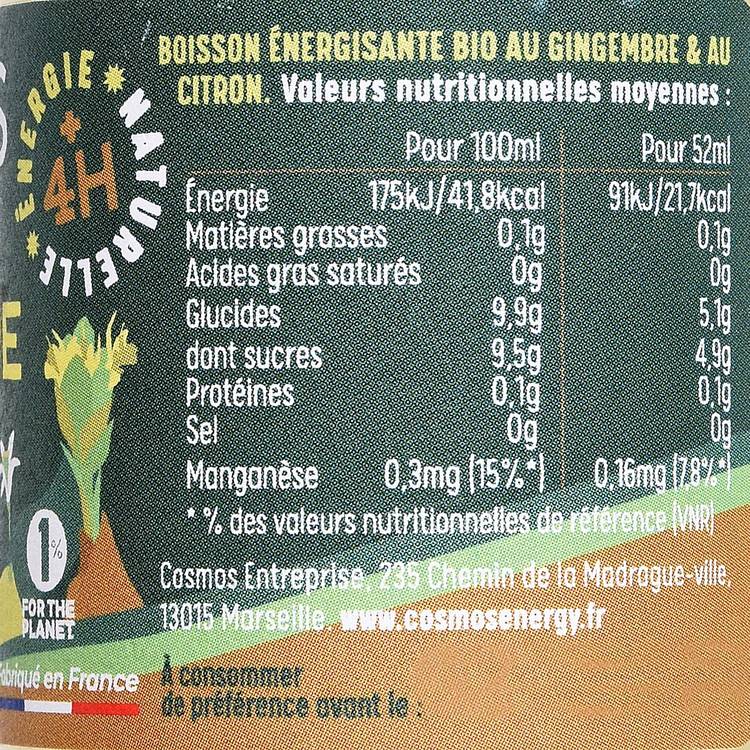 BOISSON ÉNERGISANTE BIO AU GINGEMBRE & AU
CITRON. Valeurs nutritionnelles moyennes :
ÉNERGIE NATURELLE
+
4H
Pour 100ml Pour 52ml
Énergie 175kJ/41,8kcal 91kJ/21,7kcal
Matières grasses 0,1g 0,1g
Acides gras saturés 0g 0g
Glucides 9,9g 5,1g
dont sucres 9,5g 4,9g
Protéines 0,1g 0,1g
Sel 0g 0g
Manganèse 0,3mg (15%*) 0,16mg (7,8%*)
* % des valeurs nutritionnelles de référence (VNR)
E
1%
FOR THE
PLANET
Cosmos Entreprise, 235 Chemin de la Madrague-ville,
13015 Marseille. www.cosmosenergy.fr
Fabriqué en France
À consommer
de préférence avant le :